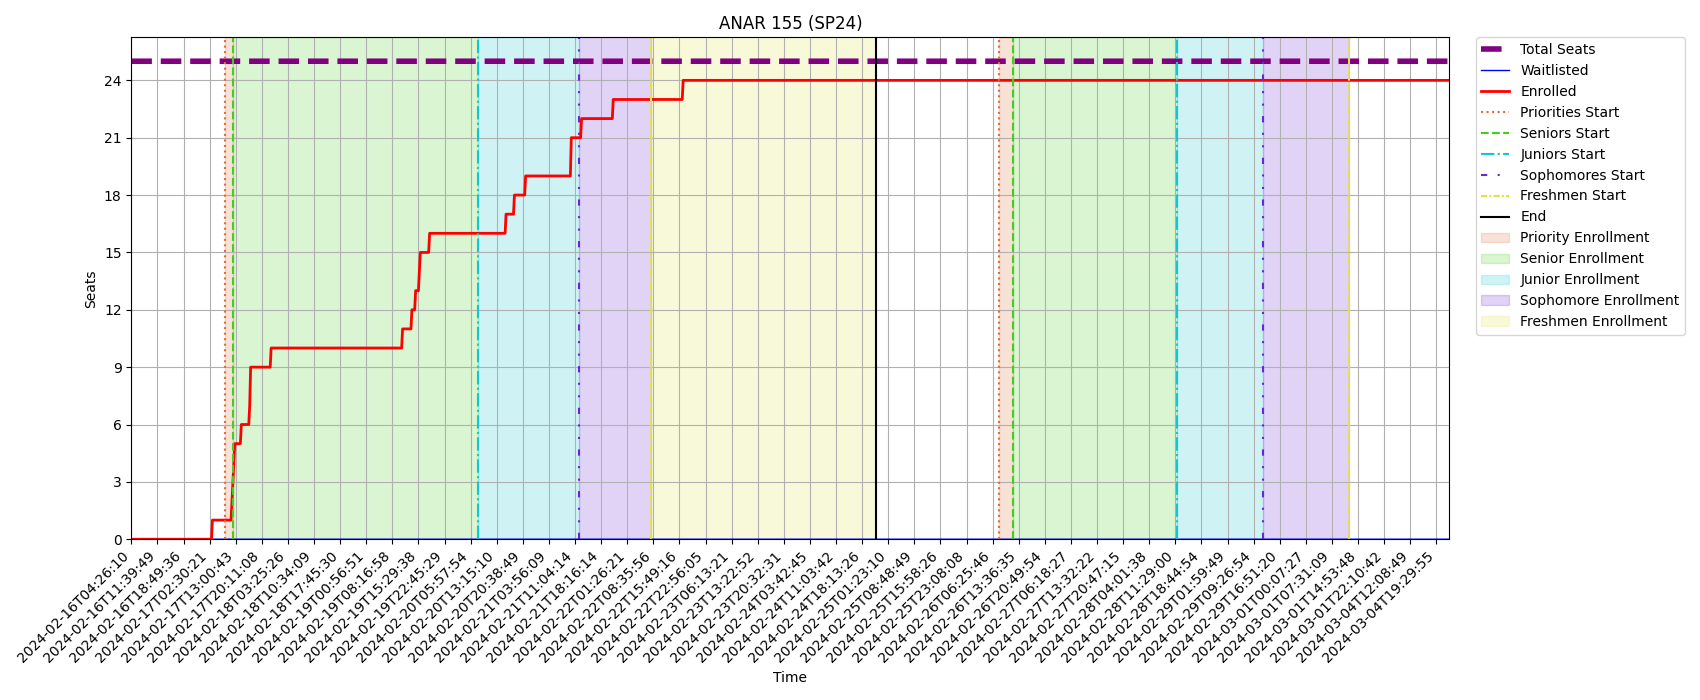 ANAR 155 (SP24)
Seats
24
21
18
15
12
9
6
3
0
2024-02-16T04:26:10
2024-02-16T11:39:49
2024-02-16T18:49:36
2024-02-17T02:30:21
2024-02-17T13:00:43
2024-02-17T20:11:08
2024-02-18T03:25:26
2024-02-18T10:34:09
2024-02-18T17:45:30
2024-02-19T00:56:51
2024-02-19T08:16:58
2024-02-19T15:29:38
2024-02-19T22:45:29
2024-02-20T05:57:54
2024-02-20T13:15:10
2024-02-20T20:38:49
2024-02-21T03:56:09
2024-02-21T11:04:14
2024-02-21T18:16:14
2024-02-22T01:26:21
2024-02-22T08:35:56
2024-02-22T15:49:16
2024-02-22T22:56:05
2024-02-23T06:13:21
2024-02-23T13:22:52
2024-02-23T20:32:31
2024-02-24T03:42:45
2024-02-24T11:03:42
2024-02-24T18:13:26
2024-02-25T01:23:10
2024-02-25T08:48:49
2024-02-25T15:58:26
2024-02-25T23:08:08
2024-02-26T06:25:46
2024-02-26T13:36:35
2024-02-26T20:49:54
2024-02-27T06:18:27
2024-02-27T13:32:22
2024-02-27T20:47:15
2024-02-28T04:01:38
2024-02-28T11:29:00
2024-02-28T18:44:54
2024-02-29T01:59:49
2024-02-29T09:26:54
2024-02-29T16:51:20
2024-03-01T00:07:27
2024-03-01T07:31:09
2024-03-01T14:53:48
2024-03-01T22:10:42
2024-03-04T12:08:49
2024-03-04T19:29:55
Time
Total Seats
Waitlisted
Enrolled
Priorities Start
Seniors Start
Juniors Start
Sophomores Start
Freshmen Start
End
Priority Enrollment
Senior Enrollment
Junior Enrollment
Sophomore Enrollment
Freshmen Enrollment